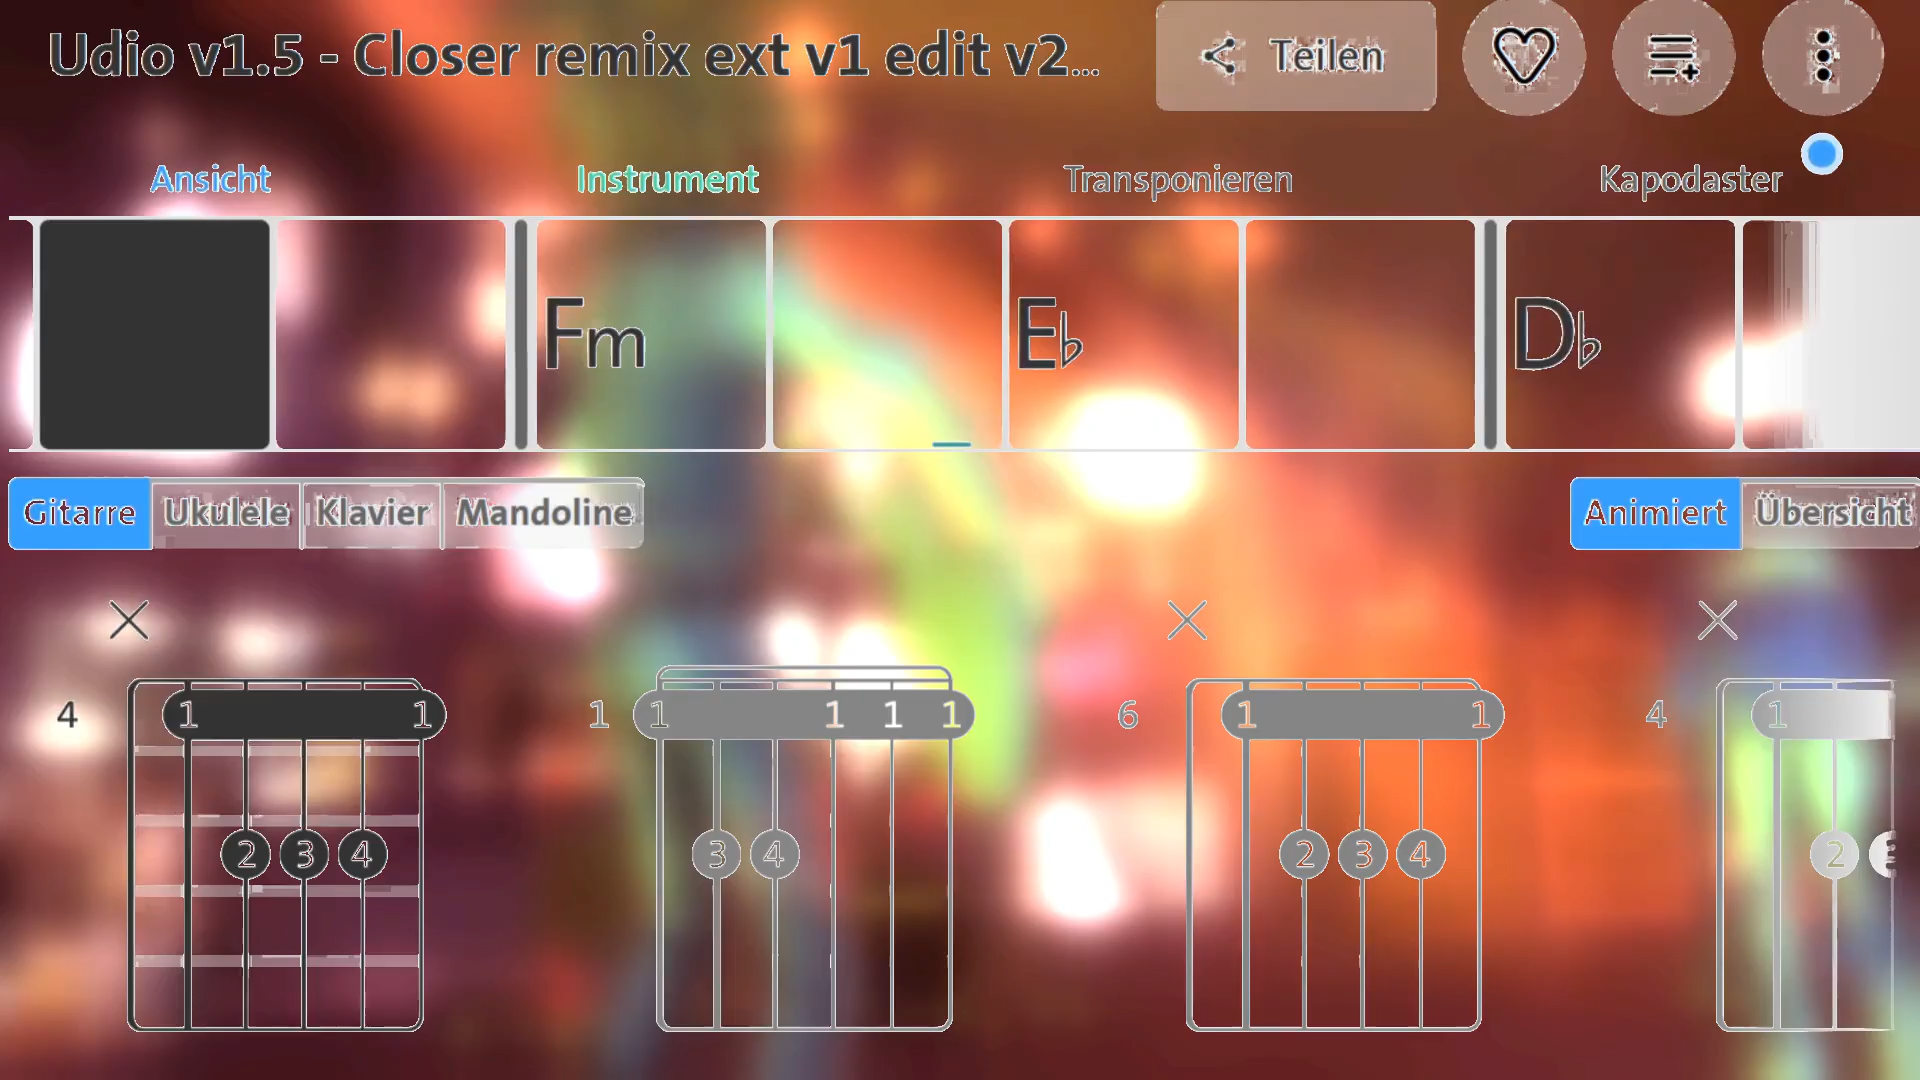 Udio v1.5 - Closer remix ext v1 edit v2...
Teilen
Ansicht Instrument Transponieren Kapodaster
Fm E♭ D♭
Gitarre Ukulele Klavier Mandoline Animiert Übersicht
4 1 1 1 1 1 1 1 6 1 1 4 1
2 3 4 3 4 2 3 4 2